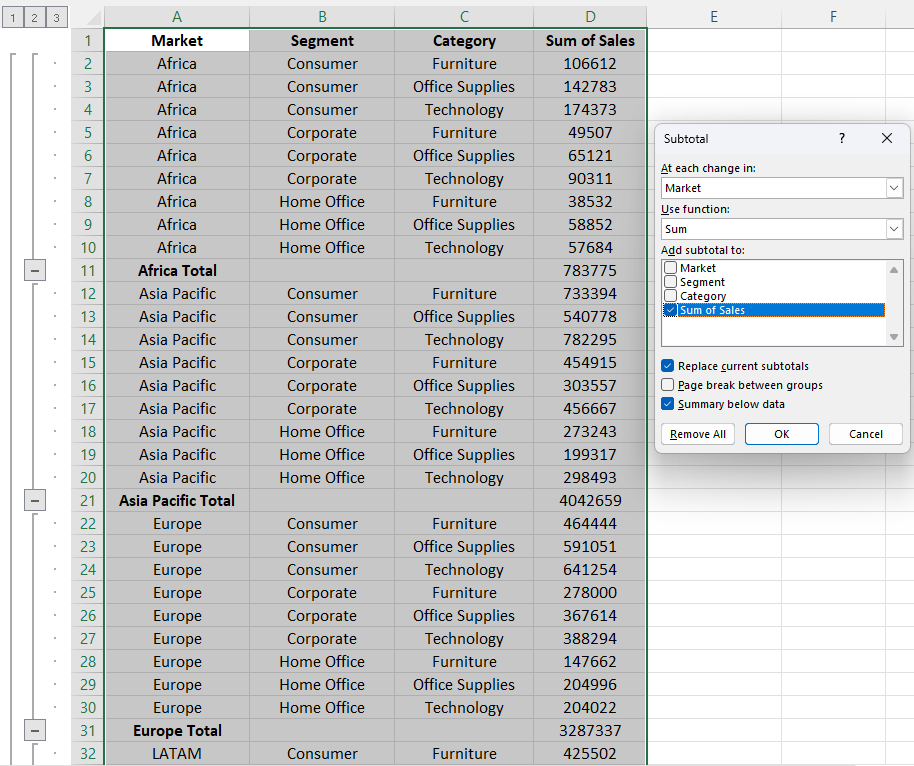 1 2 3
A B C D E F
1 Market Segment Category Sum of Sales
2 Africa Consumer Furniture 106612
3 Africa Consumer Office Supplies 142783
4 Africa Consumer Technology 174373
5 Africa Corporate Furniture 49507
6 Africa Corporate Office Supplies 65121
7 Africa Corporate Technology 90311
8 Africa Home Office Furniture 38532
9 Africa Home Office Office Supplies 58852
10 Africa Home Office Technology 57684
11 Africa Total 783775
12 Asia Pacific Consumer Furniture 733394
13 Asia Pacific Consumer Office Supplies 540778
14 Asia Pacific Consumer Technology 782295
15 Asia Pacific Corporate Furniture 454915
16 Asia Pacific Corporate Office Supplies 303557
17 Asia Pacific Corporate Technology 456667
18 Asia Pacific Home Office Furniture 273243
19 Asia Pacific Home Office Office Supplies 199317
20 Asia Pacific Home Office Technology 298493
21 Asia Pacific Total 4042659
22 Europe Consumer Furniture 464444
23 Europe Consumer Office Supplies 591051
24 Europe Consumer Technology 641254
25 Europe Corporate Furniture 278000
26 Europe Corporate Office Supplies 367614
27 Europe Corporate Technology 388294
28 Europe Home Office Furniture 147662
29 Europe Home Office Office Supplies 204996
30 Europe Home Office Technology 204022
31 Europe Total 3287337
32 LATAM Consumer Furniture 425502
Subtotal ?
At each change in:
Market
Use function:
Sum
Add subtotal to:
Market
Segment
Category
Sum of Sales
Replace current subtotals
Page break between groups
Summary below data
Remove All OK Cancel